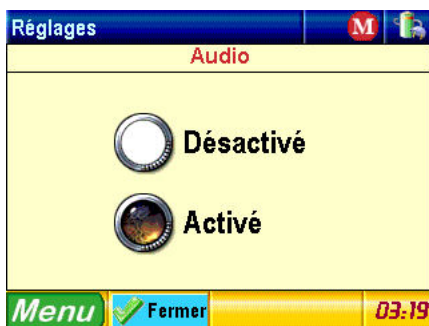 Réglages
M
Audio
Désactivé
Activé
Menu
Fermer
03:19